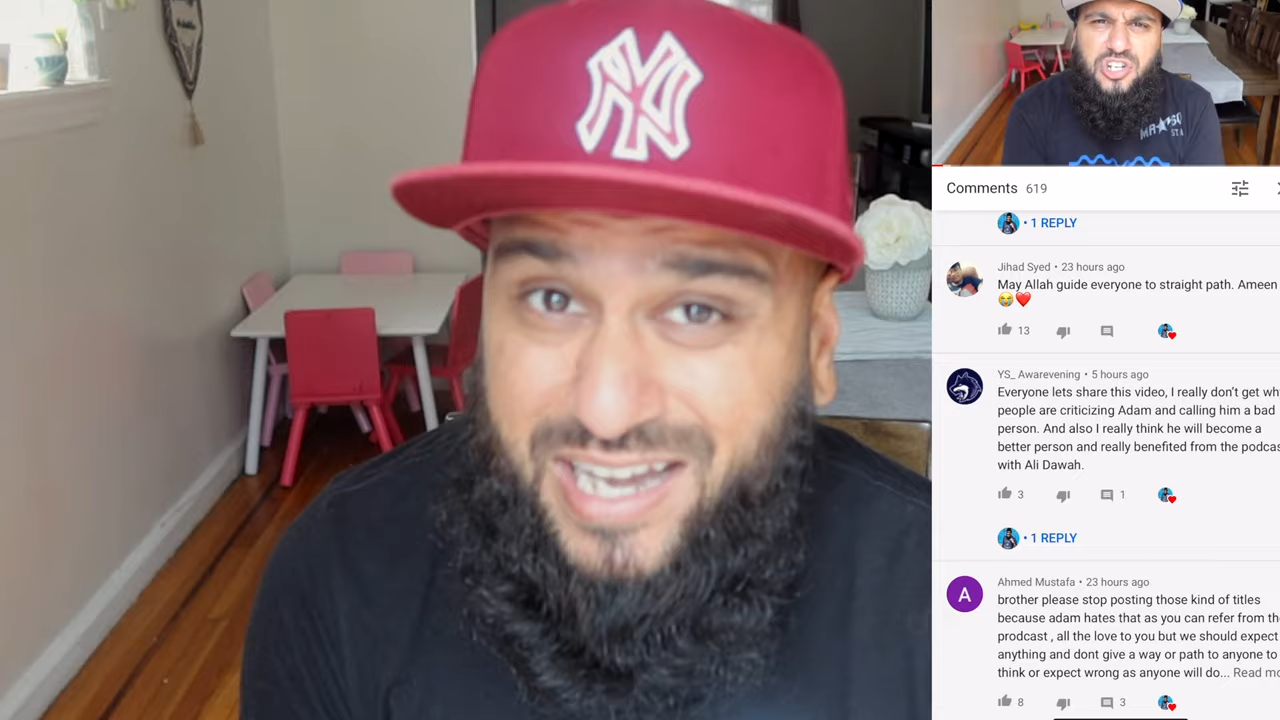 NY
Comments 619
• 1 REPLY
Jihad Syed • 23 hours ago
May Allah guide everyone to straight path. Ameen
13
YS_ Awarevening • 5 hours ago
Everyone lets share this video, I really don't get
people are criticizing Adam and calling him a bad
person. And also I really think he will become a
better person and really benefited from the
with Ali Dawah.
3
1
• 1 REPLY
A
Ahmed Mustafa • 23 hours ago
brother please stop posting those kind of titles
because adam hates that as you can refer from
prodcast , all the love to you but we should expect
anything and dont give a way or path to anyone to
think or expect wrong as anyone will do... Read
8
3